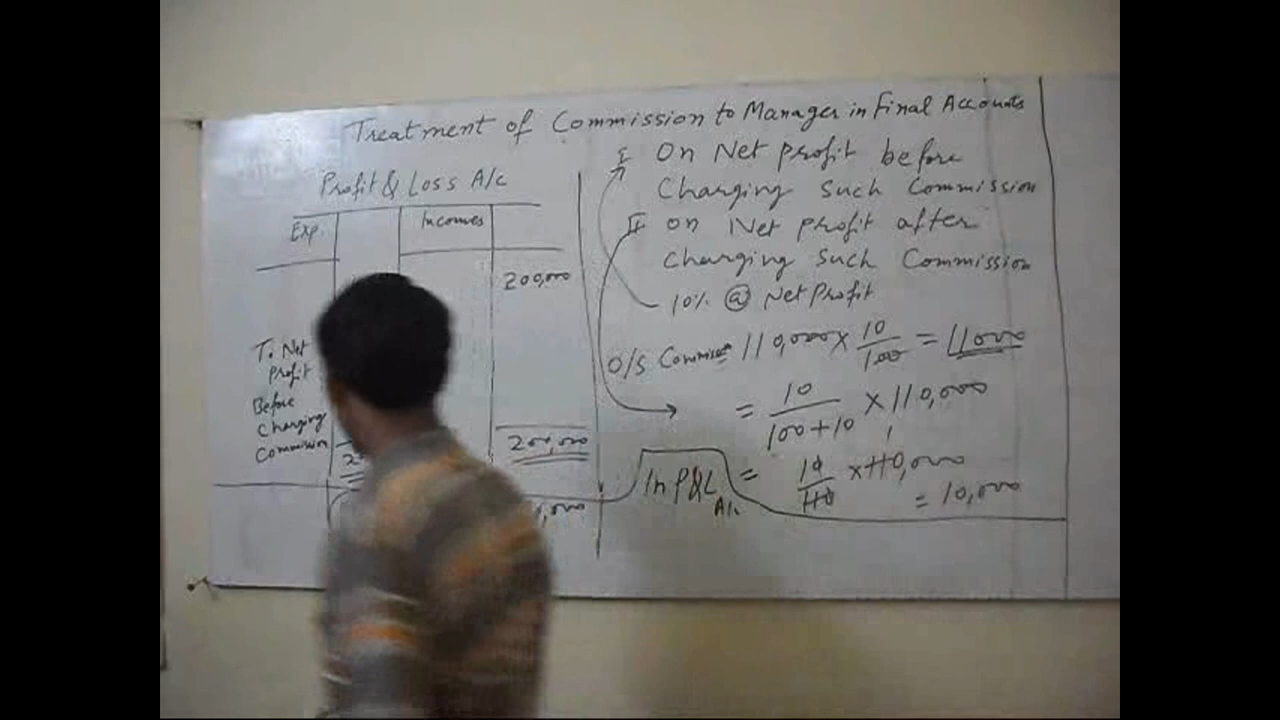 Treatment of Commission to Manager in Final Accounts
Profit & Loss A/c
Exp.
Incomes
200,000
To Net
Profit
Before
Charging
Commission
200,000
I On Net Profit before
Charging Such Commission
II on Net Profit after
Charging Such Commission
10% @ Net Profit
O/S 110,000 x 10/100 = 11000
= 10/100+10 x 110,000
In P&L A/c
= 10/110 x 110,000
= 10,000